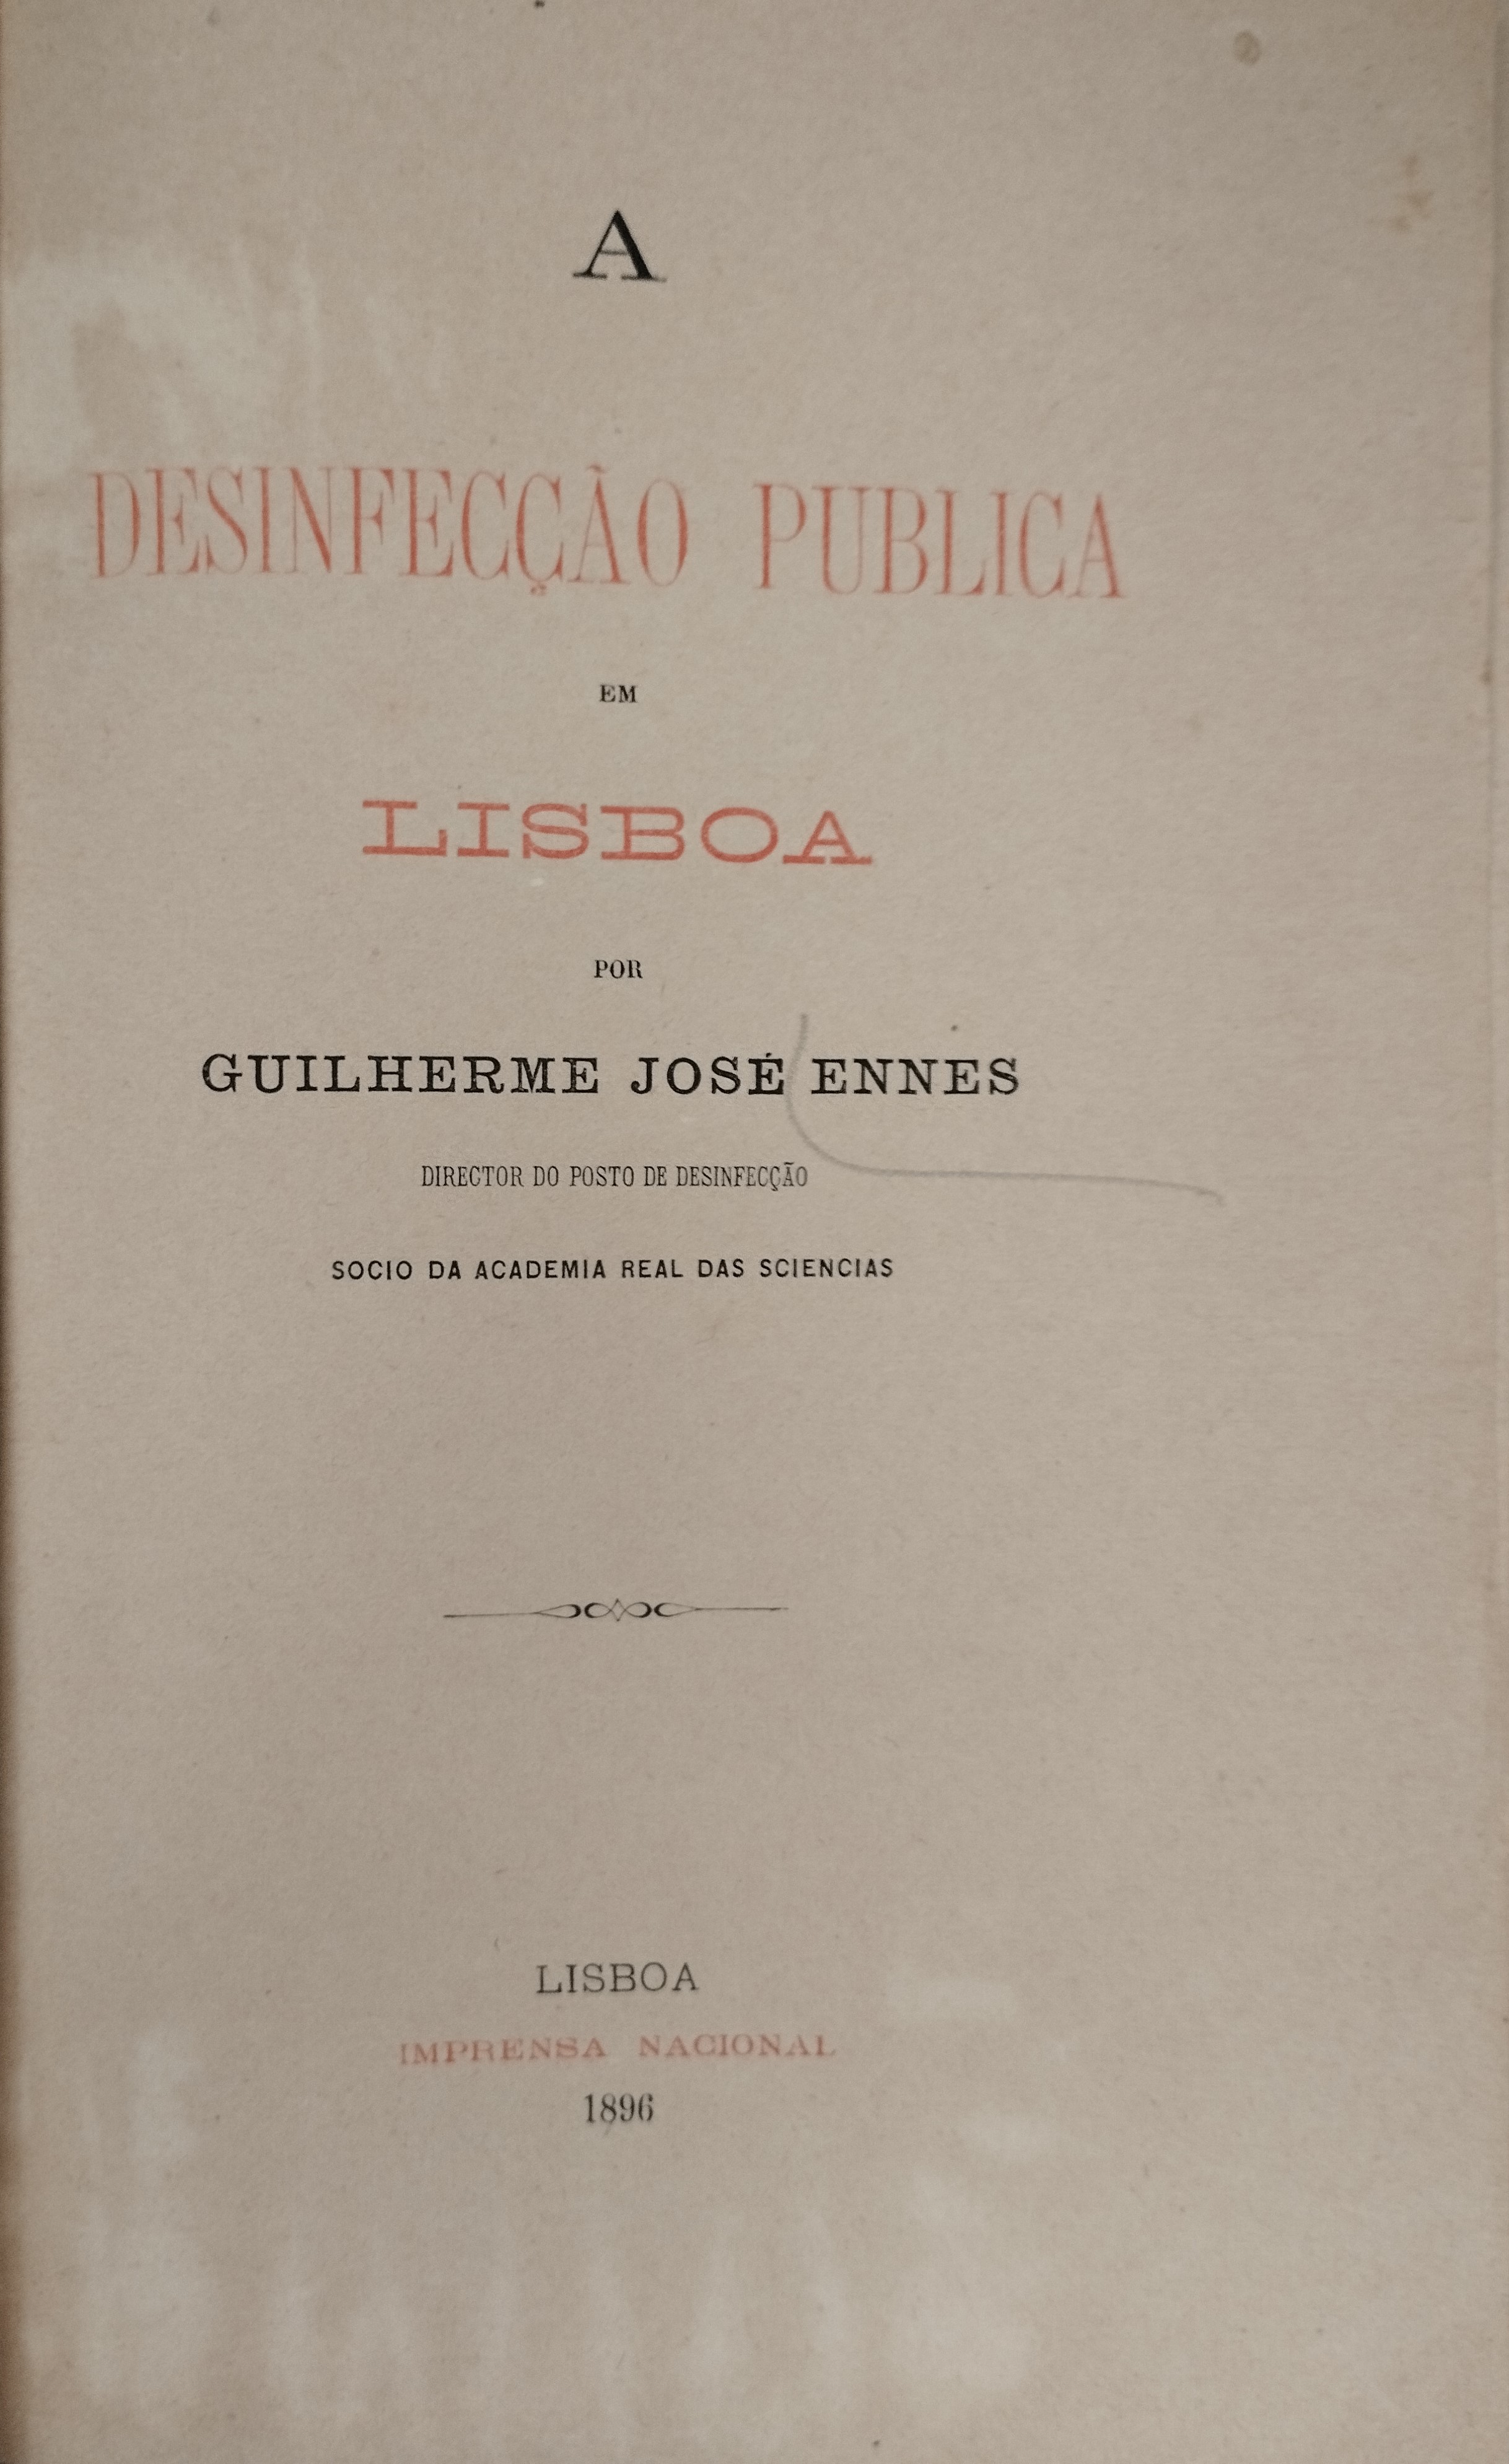 A
DESINFECÇÃO PUBLICA
EM
LISBOA
POR
GUILHERME JOSÉ ENNES
DIRECTOR DO POSTO DE DESINFECÇÃO
SOCIO DA ACADEMIA REAL DAS SCIENCIAS
LISBOA
IMPRENSA NACIONAL
1896